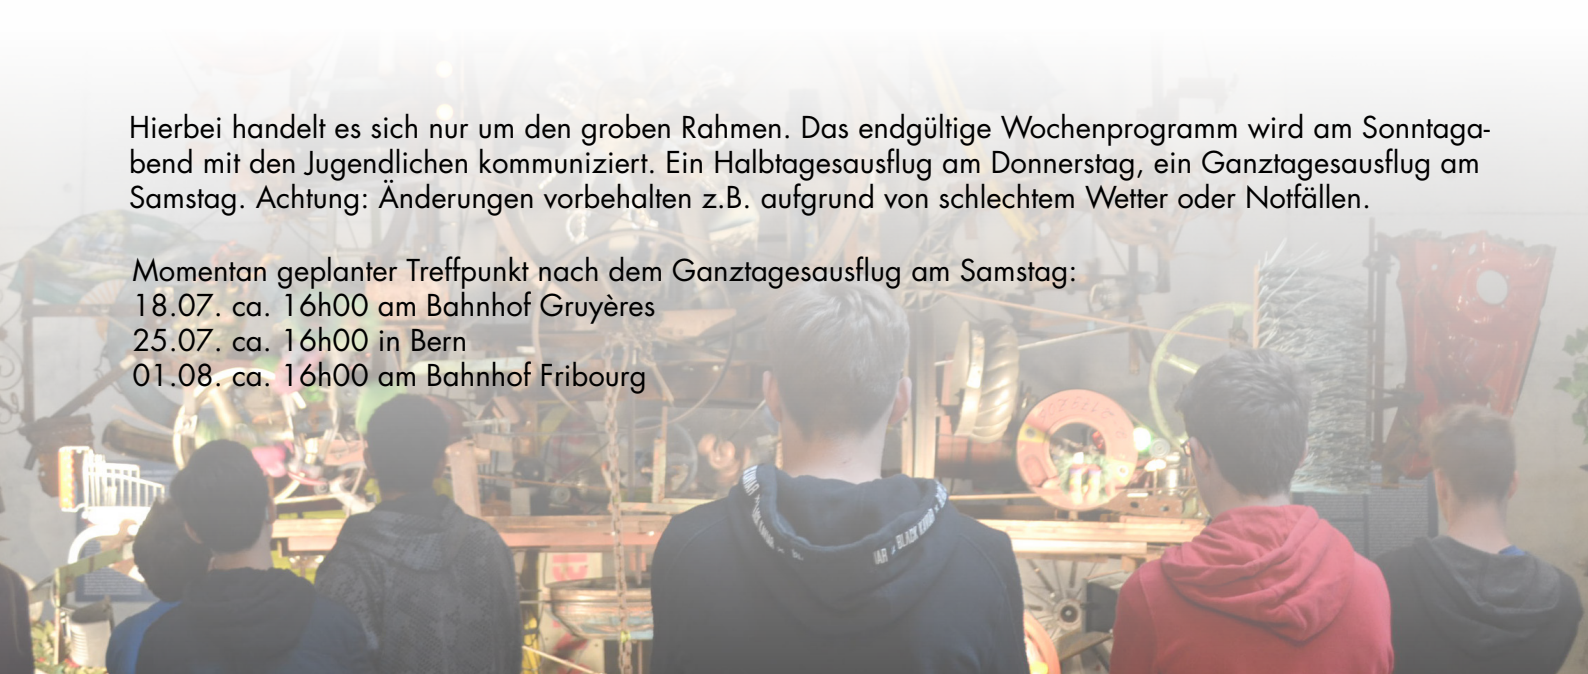 Hierbei handelt es sich nur um den groben Rahmen. Das endgültige Wochenprogramm wird am Sonntaga-
bend mit den Jugendlichen kommuniziert. Ein Halbtagesausflug am Donnerstag, ein Ganztagesausflug am
Samstag. Achtung: Änderungen vorbehalten z.B. aufgrund von schlechtem Wetter oder Notfällen.
Momentan geplanter Treffpunkt nach dem Ganztagesausflug am Samstag:
18.07. ca. 16h00 am Bahnhof Gruyères
25.07. ca. 16h00 in Bern
01.08. ca. 16h00 am Bahnhof Fribourg